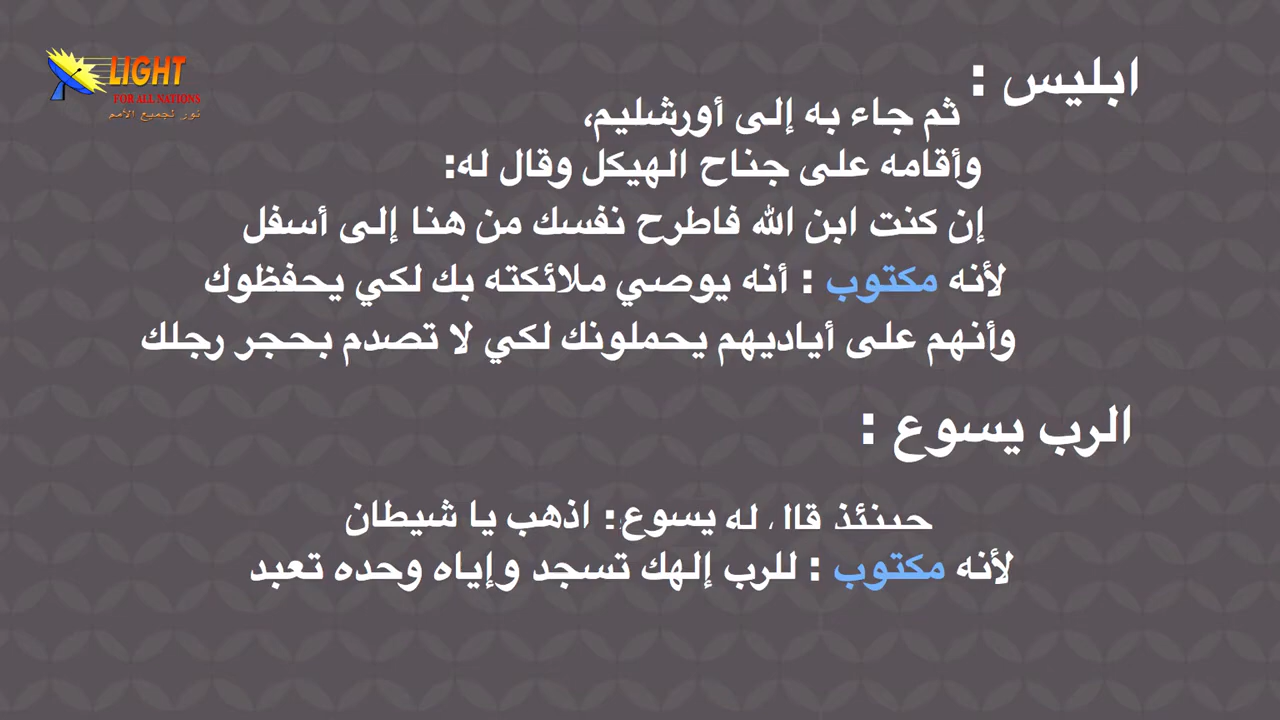 LIGHT
FOR ALL NATIONS
نور لجميع الأمم
ابليس :
ثم جاء به إلى أورشليم،
وأقامه على جناح الهيكل وقال له:
إن كنت ابن الله فاطرح نفسك من هنا إلى أسفل
لأنه مكتوب : أنه يوصي ملائكته بك لكي يحفظوك
وأنهم على أياديهم يحملونك لكي لا تصدم بحجر رجلك
الرب يسوع :
حينئذ قال له يسوع: اذهب يا شيطان
لأنه مكتوب : للرب إلهك تسجد وإياه وحده تعبد